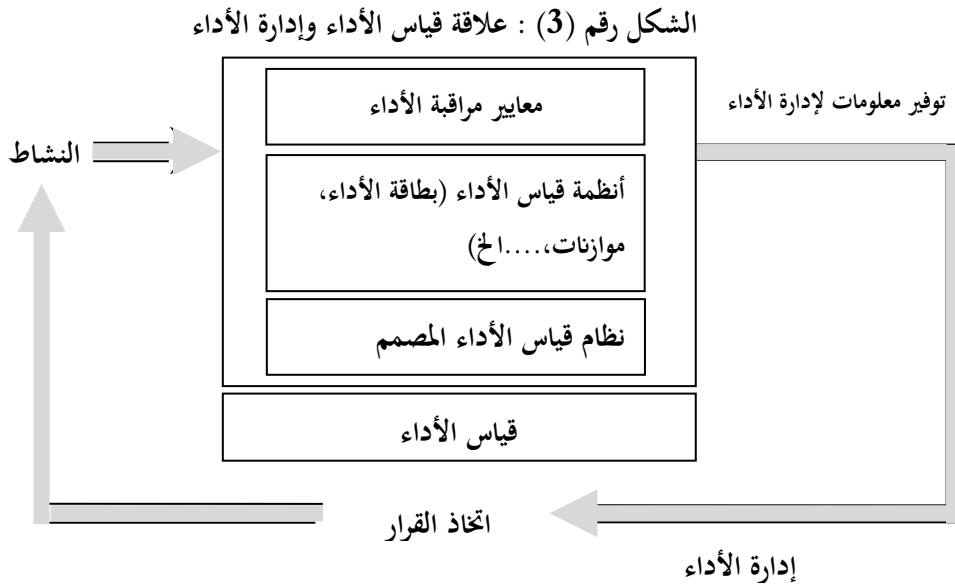 الشكل رقم (3) : علاقة قياس الأداء وإدارة الأداء
معايير مراقبة الأداء
توفير معلومات لإدارة الأداء
النشاط
أنظمة قياس الأداء (بطاقة الأداء،
موازنات،....الخ)
نظام قياس الأداء المصمم
قياس الأداء
اتخاذ القرار
إدارة الأداء